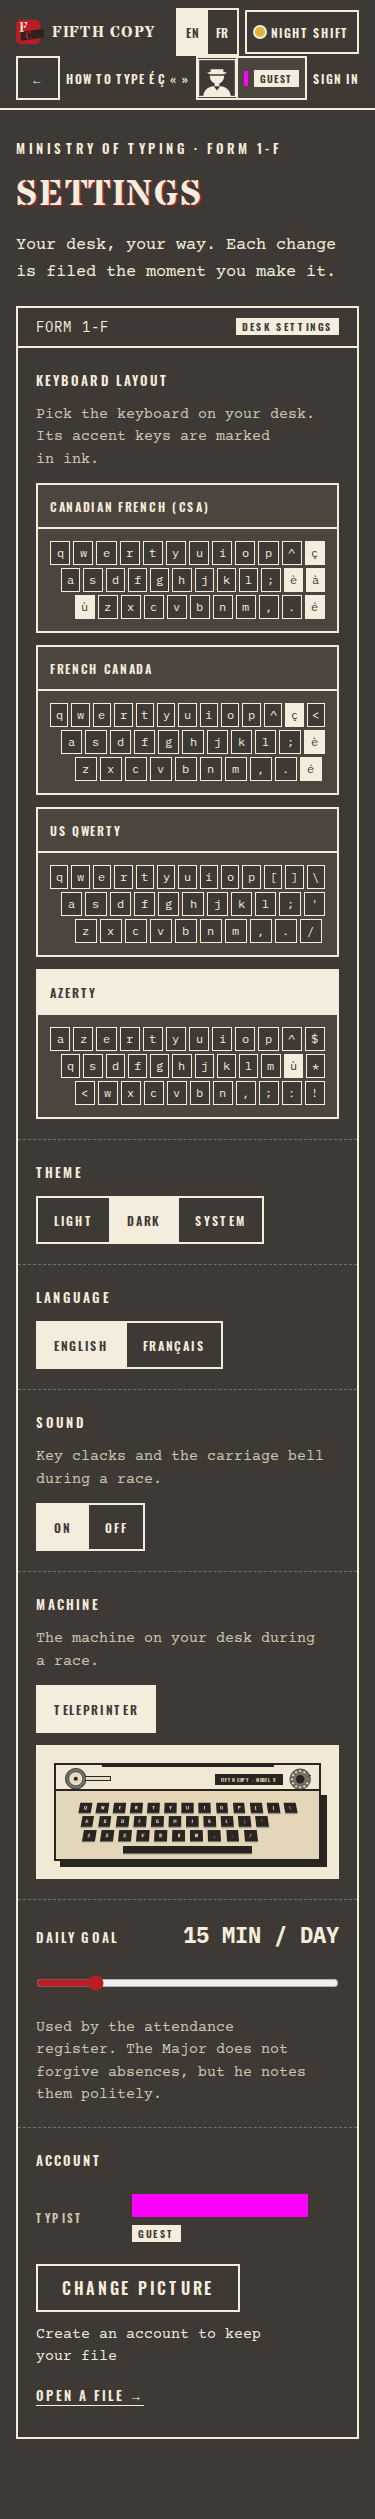 FIFTH COPY
EN FR
NIGHT SHIFT
←
HOW TO TYPE É Ç « »
GUEST
SIGN IN
MINISTRY OF TYPING · FORM 1-F
SETTINGS
Your desk, your way. Each change
is filed the moment you make it.
FORM 1-F
DESK SETTINGS
KEYBOARD LAYOUT
Pick the keyboard on your desk.
Its accent keys are marked
in ink.
CANADIAN FRENCH (CSA)
q w e r t y u i o p ^ ç
a s d f g h j k l ; è à
ù z x c v b n m , . é
FRENCH CANADA
q w e r t y u i o p ^ ç <
a s d f g h j k l ; è
z x c v b n m , . é
US QWERTY
q w e r t y u i o p [ ] \
a s d f g h j k l ; '
z x c v b n m , . /
AZERTY
a z e r t y u i o p ^ $
q s d f g h j k l m ù *
< w x c v b n , ; : !
THEME
LIGHT DARK SYSTEM
LANGUAGE
ENGLISH FRANÇAIS
SOUND
Key clacks and the carriage bell
during a race.
ON OFF
MACHINE
The machine on your desk during
a race.
TELEPRINTER
DAILY GOAL
15 MIN / DAY
Used by the attendance
register. The Major does not
forgive absences, but he notes
them politely.
ACCOUNT
TYPIST
GUEST
CHANGE PICTURE
Create an account to keep
your file
OPEN A FILE →